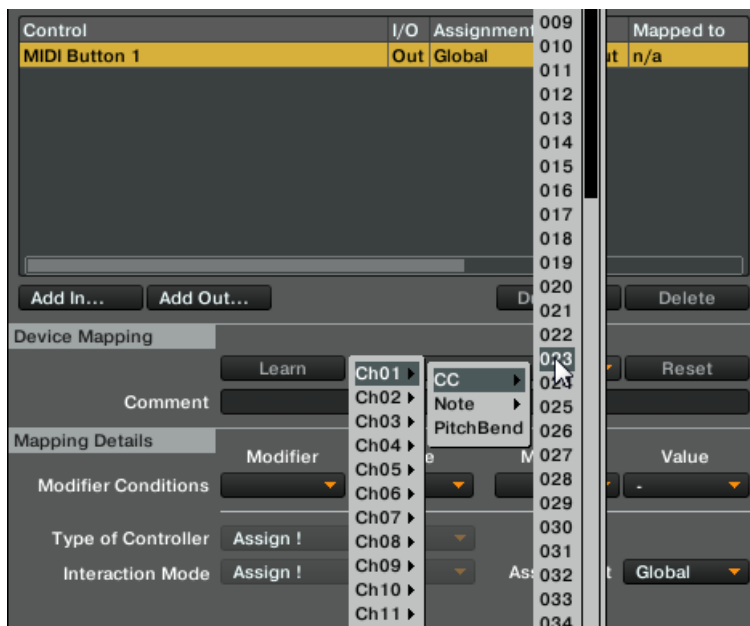 Control I/O Assignment Mapped to
MIDI Button 1 Out Global n/a
Add In... Add Out... Delete
Device Mapping
Learn Reset
Comment
Mapping Details
Modifier Value
Modifier Conditions -
Type of Controller Assign !
Interaction Mode Assign ! Global
Ch01
Ch02
Ch03
Ch04
Ch05
Ch06
Ch07
Ch08
Ch09
Ch10
Ch11
CC
Note
PitchBend
009
010
011
012
013
014
015
016
017
018
019
020
021
022
023
024
025
026
027
028
029
030
031
032
033
034